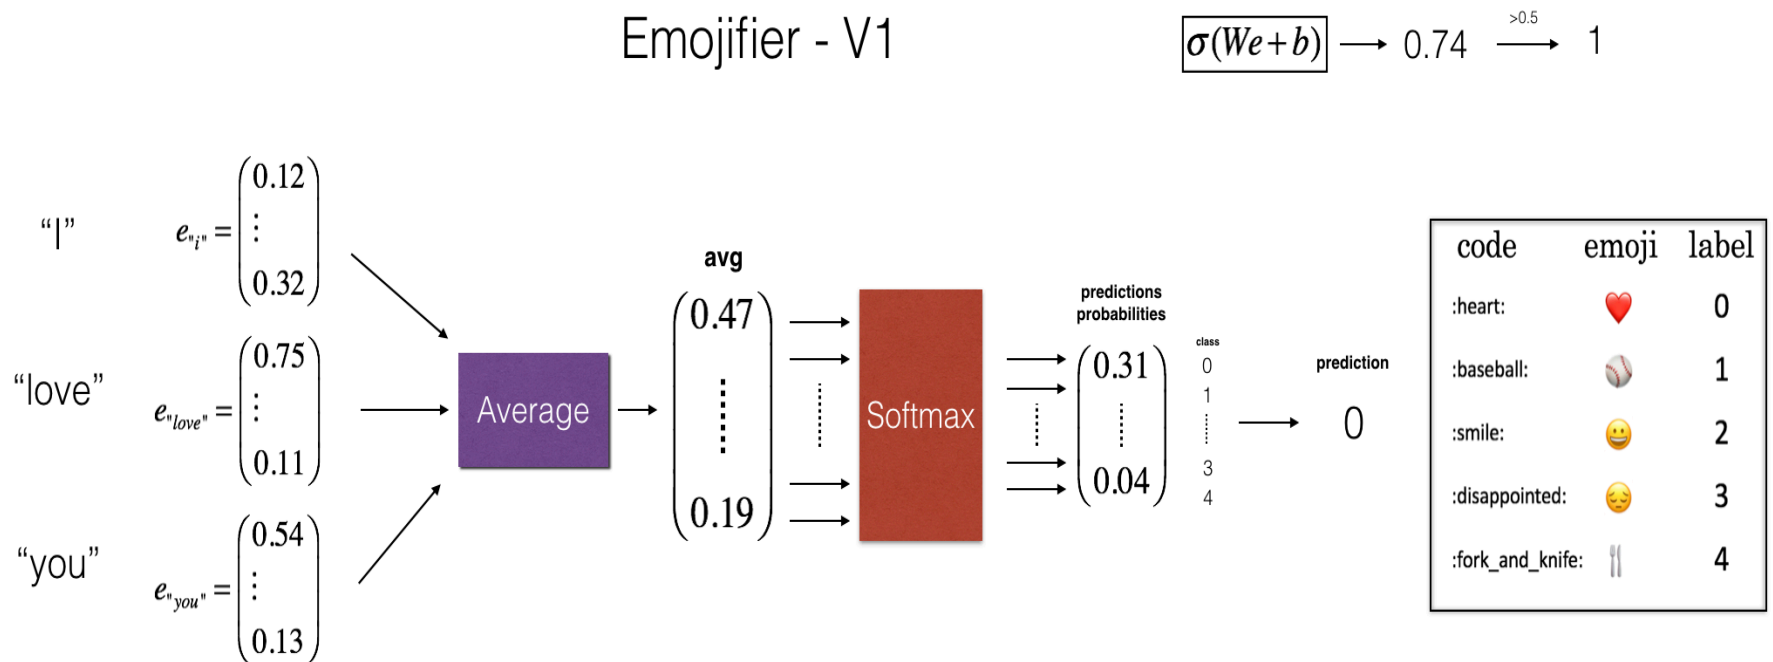 Emojifier - V1
σ(We+b) 0.74 >0.5 1
“I” e"i" = 0.12 ⋮ 0.32
“love” e"love" = 0.75 ⋮ 0.11
“you” e"you" = 0.54 ⋮ 0.13
Average
avg
0.47
0.19
Softmax
predictions
probabilities
0.31
0.04
class
0
1
3
4
prediction
0
code emoji label
:heart: ❤️ 0
:baseball: ⚾ 1
:smile: 😀 2
:disappointed: 😔 3
:fork_and_knife: 🍴 4